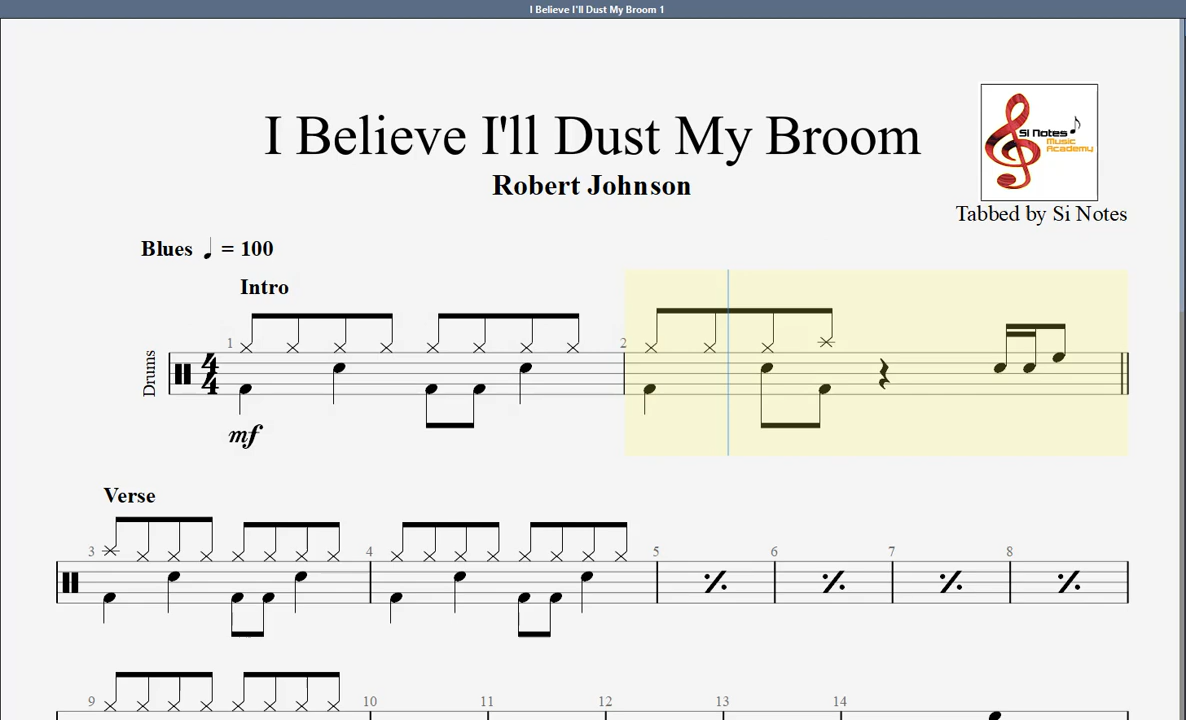 I Believe I'll Dust My Broom 1
I Believe I'll Dust My Broom
Robert Johnson
Si Notes
Music
Academy
Tabbed by Si Notes
Blues ♩ = 100
Intro
1
2
Drums
4
4
mf
Verse
3
4
5
6
7
8
9
10
11
12
13
14